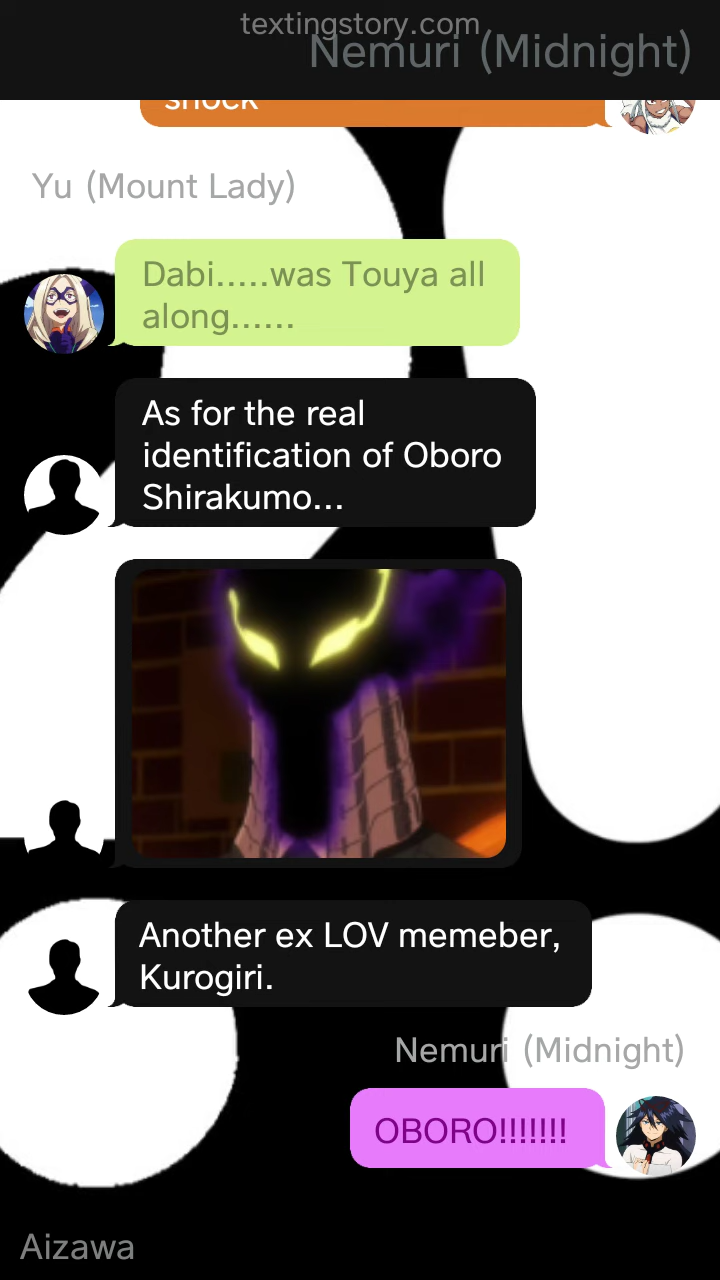 textingstory.com
Nemuri (Midnight)
shock
Yu (Mount Lady)
Dabi.....was Touya all
along......
As for the real
identification of Oboro
Shirakumo...
Another ex LOV memeber,
Kurogiri.
Nemuri (Midnight)
OBORO!!!!!!!
Aizawa